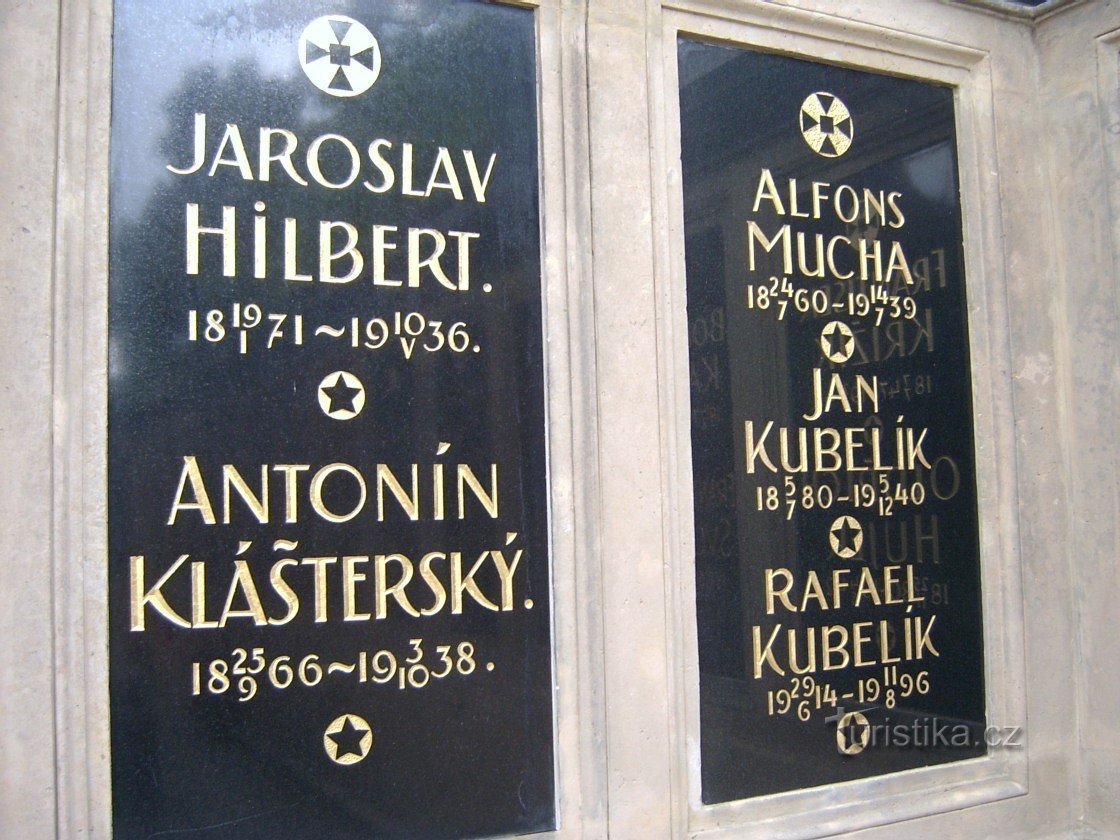 JAROSLAV
HILBERT.
18 19/I 71~19 10/V 36.
ANTONÍN
KLÁŠTERSKÝ.
18 25/9 66~19 3/10 38.
ALFONS
MUCHA
18 24/7 60-19 14/7 39
JAN
KUBELÍK
18 5/7 80-19 5/12 40
RAFAEL
KUBELÍK
19 29/6 14-19 11/8 96
turistika.cz